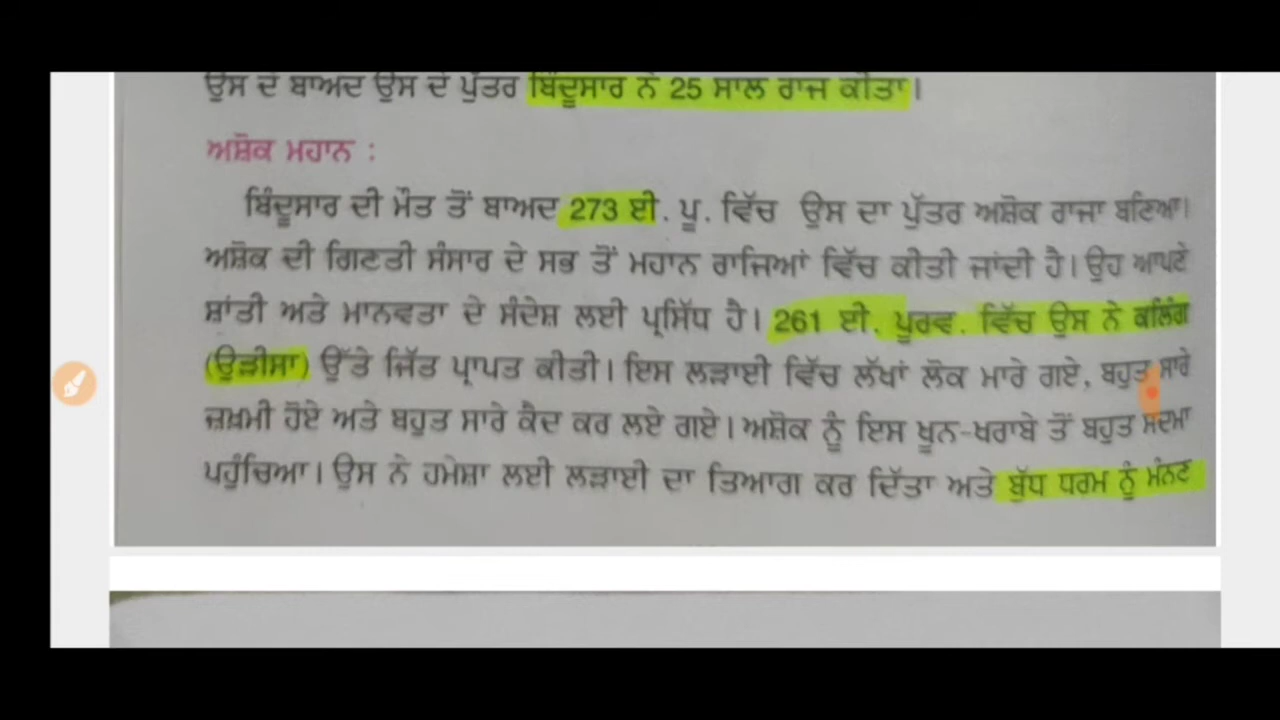 ਉਸ ਦੇ ਬਾਅਦ ਉਸ ਦੇ ਪੁੱਤਰ ਬਿੰਦੂਸਾਰ ਨੇ 25 ਸਾਲ ਰਾਜ ਕੀਤਾ।
ਅਸ਼ੋਕ ਮਹਾਨ :
ਬਿੰਦੂਸਾਰ ਦੀ ਮੌਤ ਤੋਂ ਬਾਅਦ 273 ਈ. ਪੂ. ਵਿੱਚ ਉਸ ਦਾ ਪੁੱਤਰ ਅਸ਼ੋਕ ਰਾਜਾ ਬਣਿਆ।
ਅਸ਼ੋਕ ਦੀ ਗਿਣਤੀ ਸੰਸਾਰ ਦੇ ਸਭ ਤੋਂ ਮਹਾਨ ਰਾਜਿਆਂ ਵਿੱਚ ਕੀਤੀ ਜਾਂਦੀ ਹੈ। ਉਹ ਆਪਣੇ
ਸ਼ਾਂਤੀ ਅਤੇ ਮਾਨਵਤਾ ਦੇ ਸੰਦੇਸ਼ ਲਈ ਪ੍ਰਸਿੱਧ ਹੈ। 261 ਈ. ਪੂਰਵ. ਵਿੱਚ ਉਸ ਨੇ ਕਲਿੰਗ
(ਉੜੀਸਾ) ਉੱਤੇ ਜਿੱਤ ਪ੍ਰਾਪਤ ਕੀਤੀ। ਇਸ ਲੜਾਈ ਵਿੱਚ ਲੱਖਾਂ ਲੋਕ ਮਾਰੇ ਗਏ, ਬਹੁਤ ਸਾਰੇ
ਜ਼ਖ਼ਮੀ ਹੋਏ ਅਤੇ ਬਹੁਤ ਸਾਰੇ ਕੈਦ ਕਰ ਲਏ ਗਏ। ਅਸ਼ੋਕ ਨੂੰ ਇਸ ਖੂਨ-ਖਰਾਬੇ ਤੋਂ ਬਹੁਤ ਸਦਮਾ
ਪਹੁੰਚਿਆ। ਉਸ ਨੇ ਹਮੇਸ਼ਾ ਲਈ ਲੜਾਈ ਦਾ ਤਿਆਗ ਕਰ ਦਿੱਤਾ ਅਤੇ ਬੁੱਧ ਧਰਮ ਨੂੰ ਮੰਨਣ